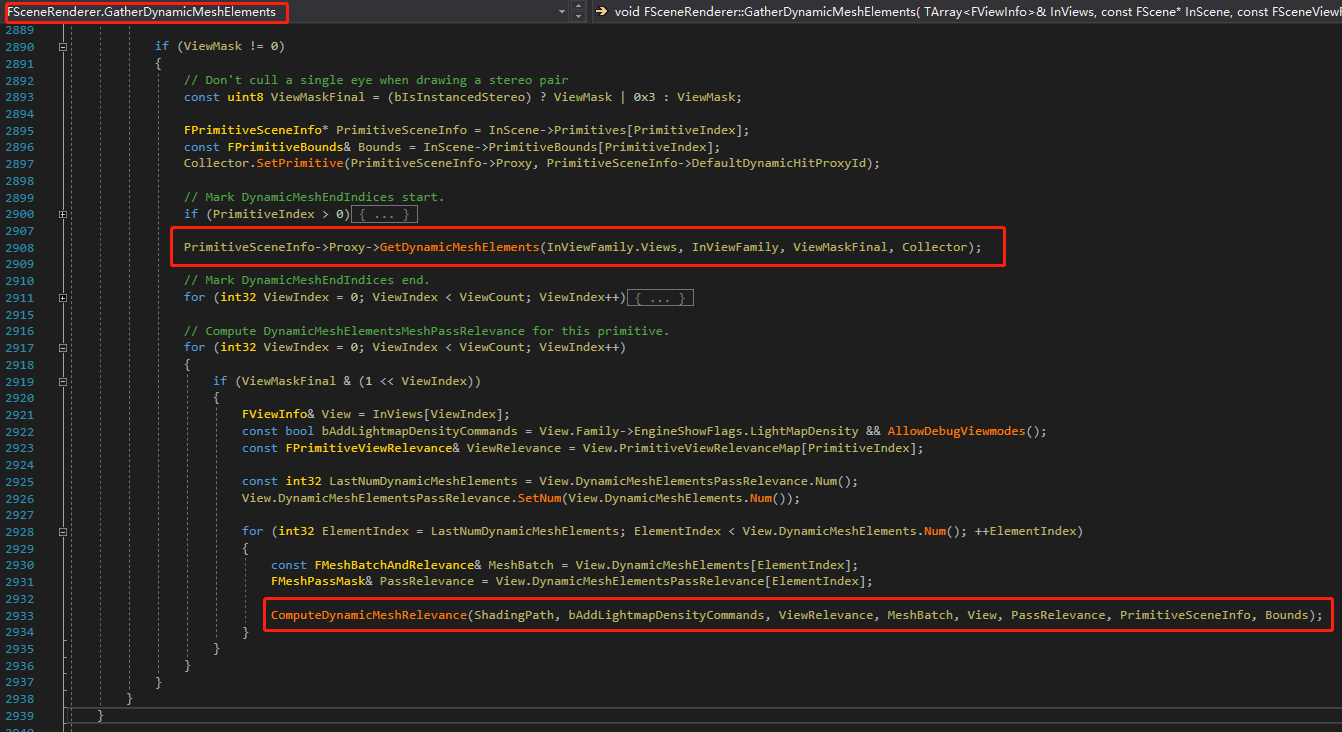 FSceneRenderer.GatherDynamicMeshElements void FSceneRenderer::GatherDynamicMeshElements( TArray<FViewInfo>& InViews, const FScene* InScene, const FSceneViewF
2889
2890 if (ViewMask != 0)
2891 {
2892 // Don't cull a single eye when drawing a stereo pair
2893 const uint8 ViewMaskFinal = (bIsInstancedStereo) ? ViewMask | 0x3 : ViewMask;
2894
2895 FPrimitiveSceneInfo* PrimitiveSceneInfo = InScene->Primitives[PrimitiveIndex];
2896 const FPrimitiveBounds& Bounds = InScene->PrimitiveBounds[PrimitiveIndex];
2897 Collector.SetPrimitive(PrimitiveSceneInfo->Proxy, PrimitiveSceneInfo->DefaultDynamicHitProxyId);
2898
2899 // Mark DynamicMeshEndIndices start.
2900 if (PrimitiveIndex > 0){ ... }
2907
2908 PrimitiveSceneInfo->Proxy->GetDynamicMeshElements(InViewFamily.Views, InViewFamily, ViewMaskFinal, Collector);
2909
2910 // Mark DynamicMeshEndIndices end.
2911 for (int32 ViewIndex = 0; ViewIndex < ViewCount; ViewIndex++){ ... }
2915
2916 // Compute DynamicMeshElementsMeshPassRelevance for this primitive.
2917 for (int32 ViewIndex = 0; ViewIndex < ViewCount; ViewIndex++)
2918 {
2919 if (ViewMaskFinal & (1 << ViewIndex))
2920 {
2921 FViewInfo& View = InViews[ViewIndex];
2922 const bool bAddLightmapDensityCommands = View.Family->EngineShowFlags.LightMapDensity && AllowDebugViewmodes();
2923 const FPrimitiveViewRelevance& ViewRelevance = View.PrimitiveViewRelevanceMap[PrimitiveIndex];
2924
2925 const int32 LastNumDynamicMeshElements = View.DynamicMeshElementsPassRelevance.Num();
2926 View.DynamicMeshElementsPassRelevance.SetNum(View.DynamicMeshElements.Num());
2927
2928 for (int32 ElementIndex = LastNumDynamicMeshElements; ElementIndex < View.DynamicMeshElements.Num(); ++ElementIndex)
2929 {
2930 const FMeshBatchAndRelevance& MeshBatch = View.DynamicMeshElements[ElementIndex];
2931 FMeshPassMask& PassRelevance = View.DynamicMeshElementsPassRelevance[ElementIndex];
2932
2933 ComputeDynamicMeshRelevance(ShadingPath, bAddLightmapDensityCommands, ViewRelevance, MeshBatch, View, PassRelevance, PrimitiveSceneInfo, Bounds);
2934 }
2935 }
2936 }
2937 }
2938 }
2939 }